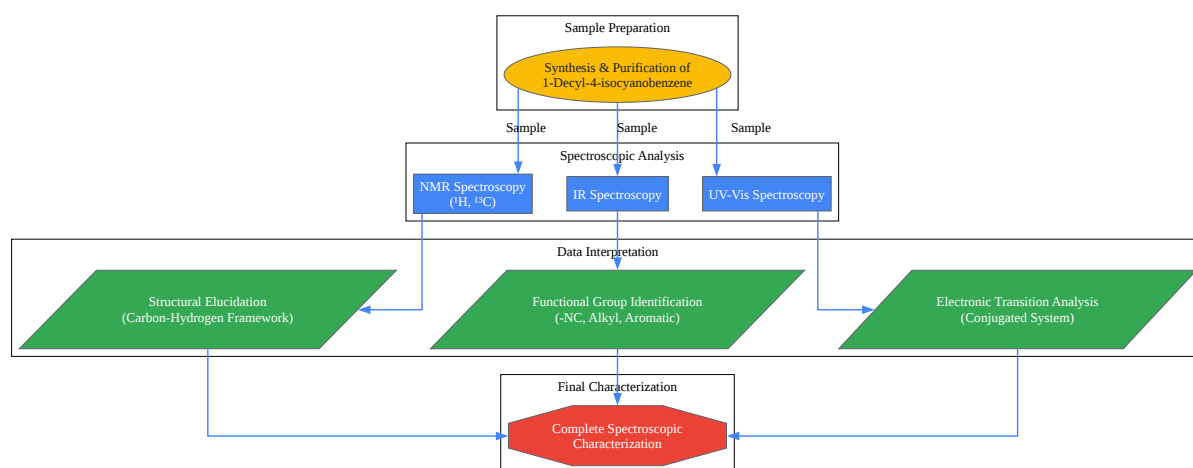 Sample Preparation
Synthesis & Purification of
1-Decyl-4-isocyanobenzene
Sample
Sample
Sample
Spectroscopic Analysis
NMR Spectroscopy
(¹H, ¹³C)
IR Spectroscopy
UV-Vis Spectroscopy
Data Interpretation
Structural Elucidation
(Carbon-Hydrogen Framework)
Functional Group Identification
(-NC, Alkyl, Aromatic)
Electronic Transition Analysis
(Conjugated System)
Final Characterization
Complete Spectroscopic
Characterization